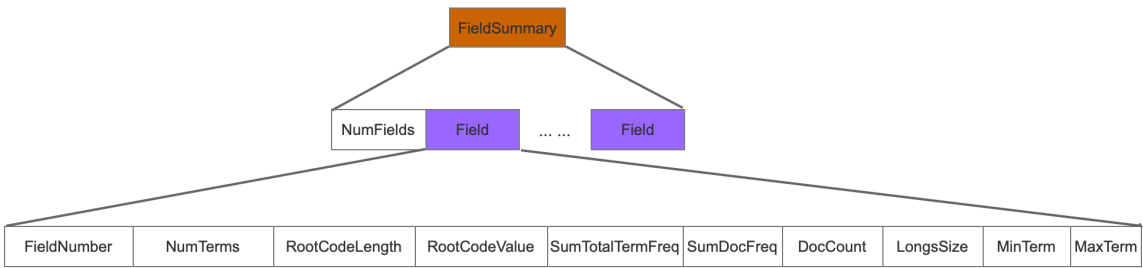 FieldSummary
NumFields Field ... ... Field
FieldNumber NumTerms RootCodeLength RootCodeValue SumTotalTermFreq SumDocFreq DocCount LongsSize MinTerm MaxTerm